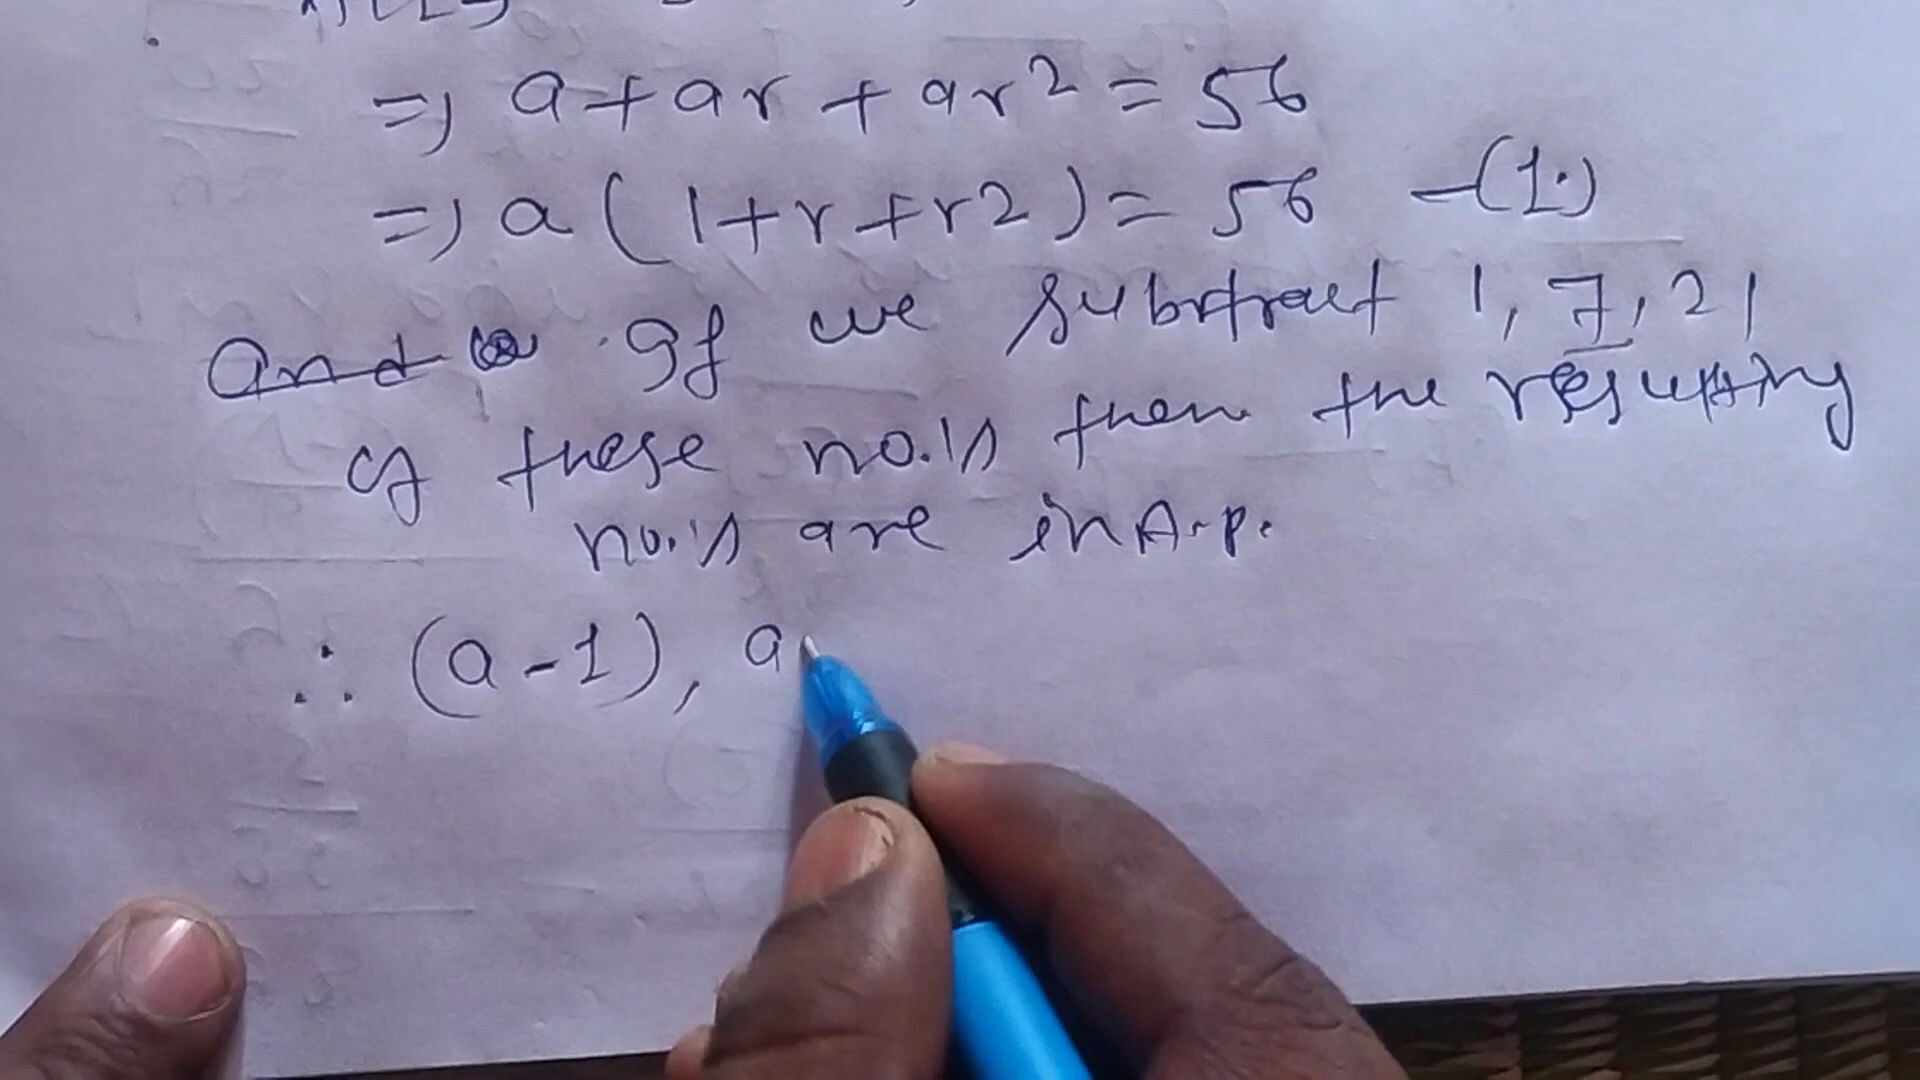 =) a + ar + ar² = 56
=) a ( 1 + r + r2 ) = 56 - (1.)
and If we subtract 1, 7, 21
of these no.'s then the resulting
no.'s are in A.P.
∴ (a - 1), a